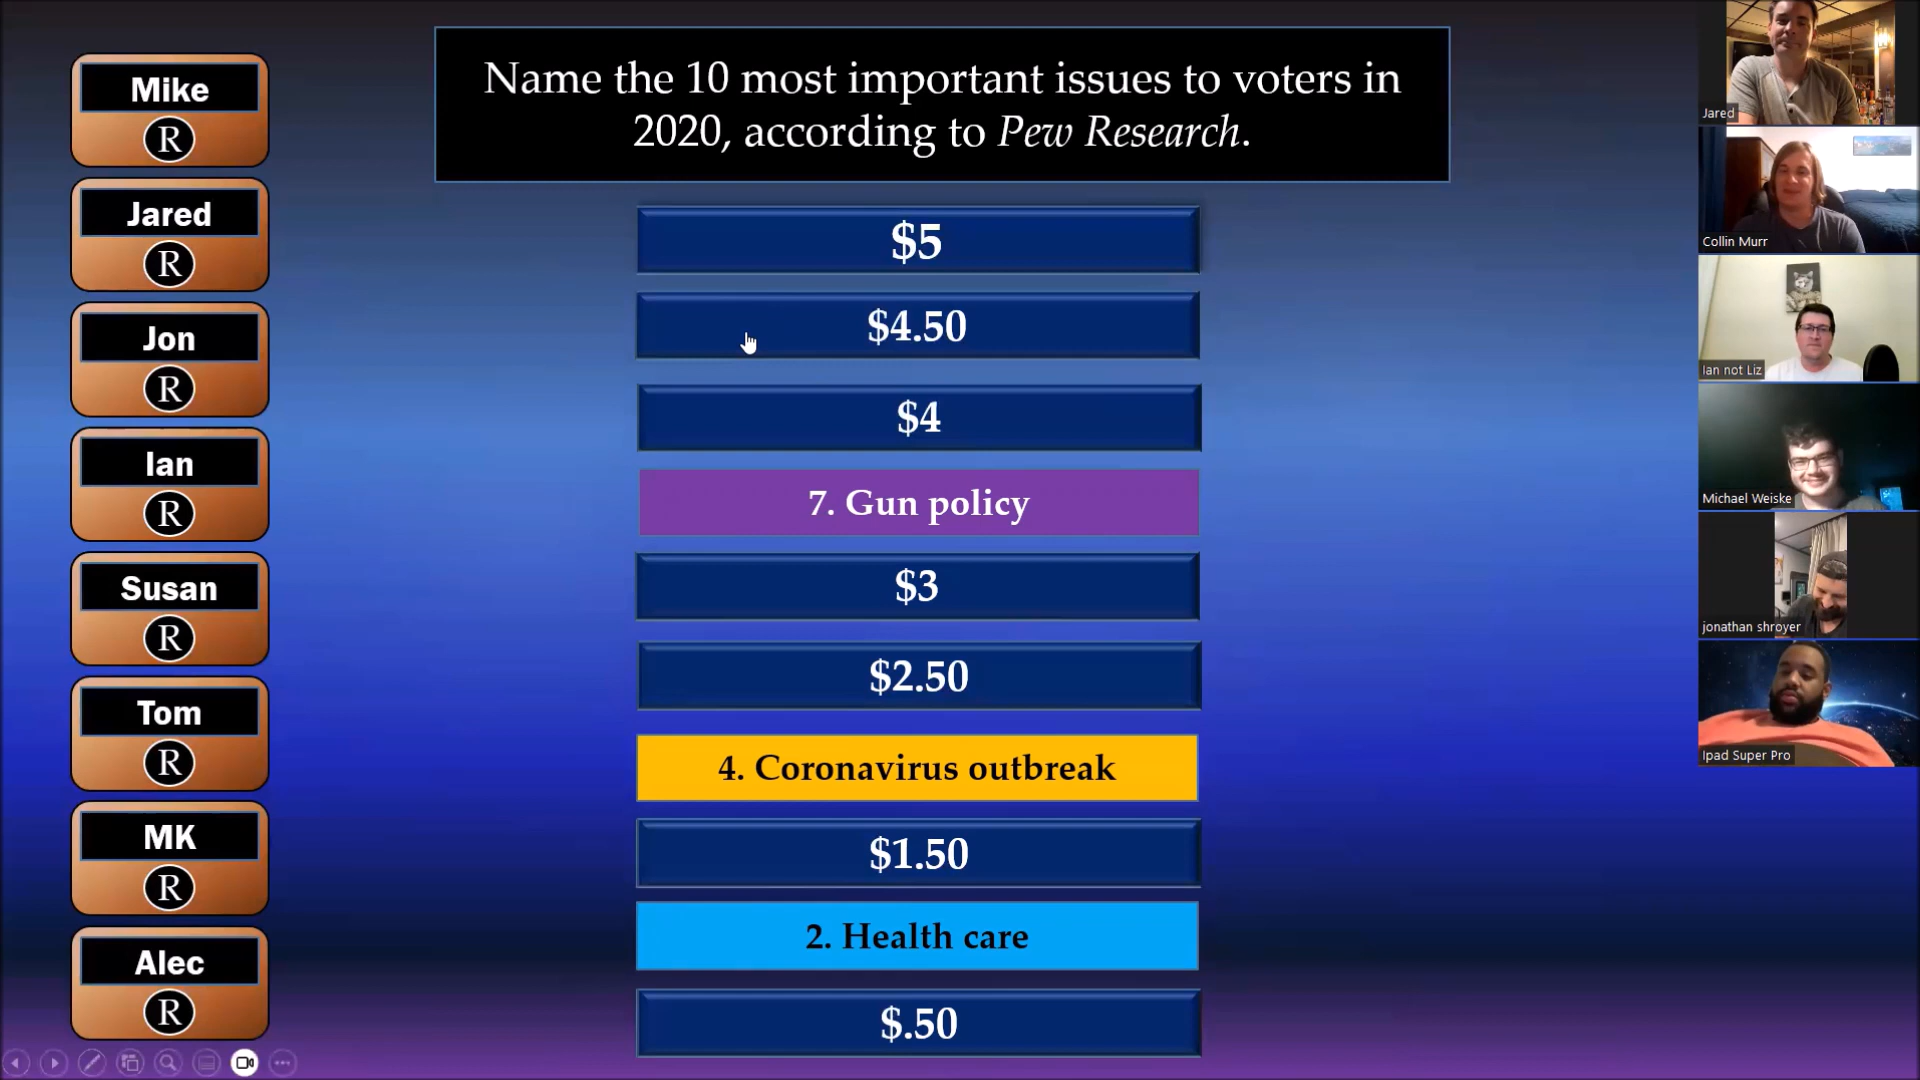 Mike
R
Jared
R
Jon
R
Ian
R
Susan
R
Tom
R
MK
R
Alec
R
Name the 10 most important issues to voters in
2020, according to Pew Research.
$5
$4.50
$4
7. Gun policy
$3
$2.50
4. Coronavirus outbreak
$1.50
2. Health care
$.50
Jared
Collin Murr
Ian not Liz
Michael Weiske
jonathan shroyer
Ipad Super Pro